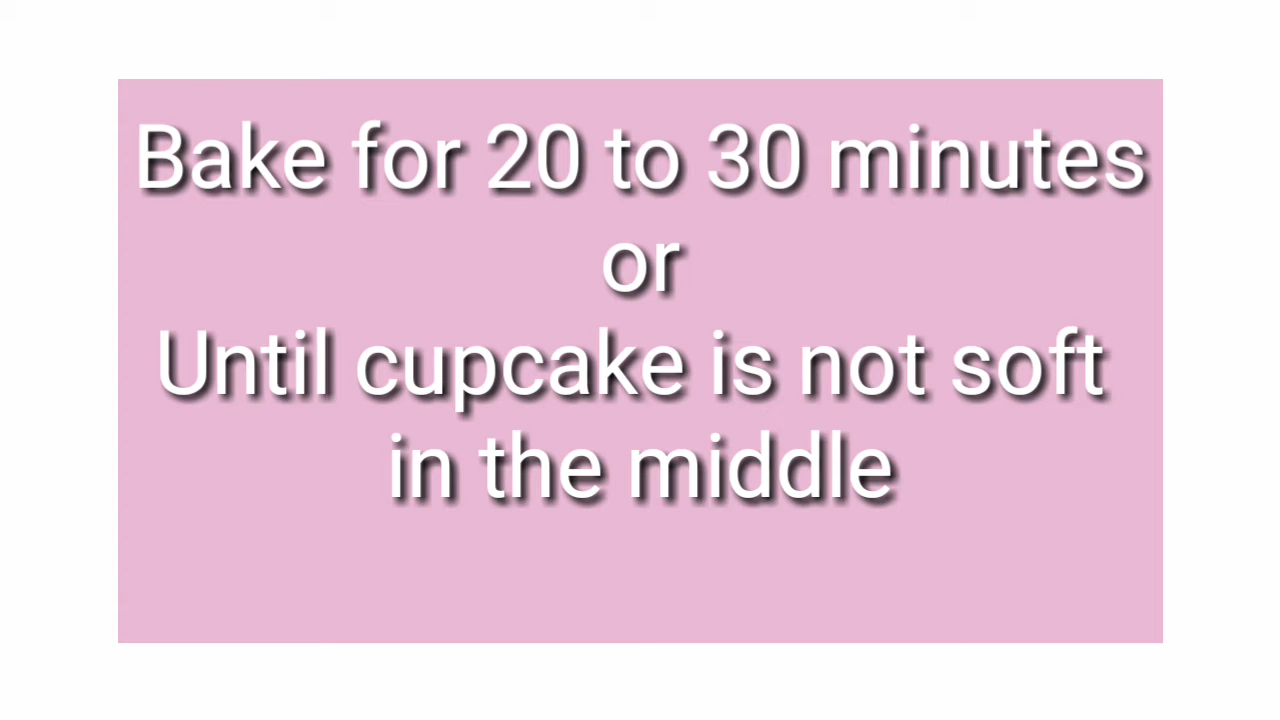 Bake for 20 to 30 minutes
or
Until cupcake is not soft
in the middle